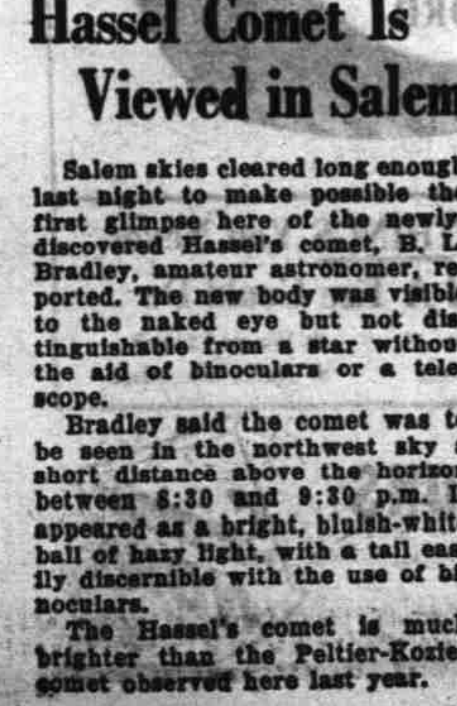 Hassel Comet Is
Viewed in Salem
Salem skies cleared long enough
last night to make possible the
first glimpse here of the newly
discovered Hassel's comet, B. L
Bradley, amateur astronomer, re
ported. The new body was visible
to the naked eye but not dis
tinguishable from a star without
the aid of binoculars or a tele
scope.
Bradley said the comet was to
be seen in the northwest sky a
short distance above the horizon
between 8:30 and 9:30 p.m. I
appeared as a bright, bluish-whit
ball of hazy light, with a tail eas
ily discernible with the use of bi
noculars.
The Hassel's comet is much
brighter than the Peltier-Kozie
comet observed here last year.